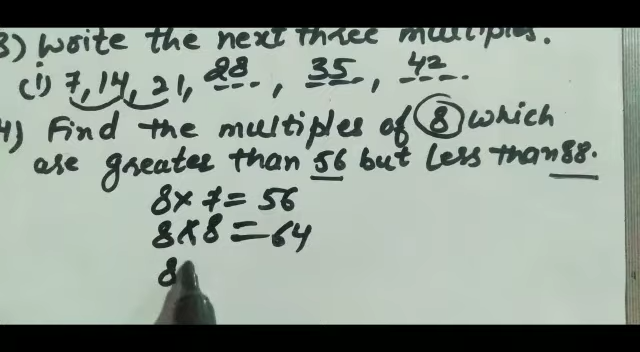 3) Write the next three multiples.
(i) 7, 14, 21, 28, 35, 42.
4) Find the multiples of 8 which
are greater than 56 but less than 88.
8 × 7 = 56
8 × 8 = 64
8